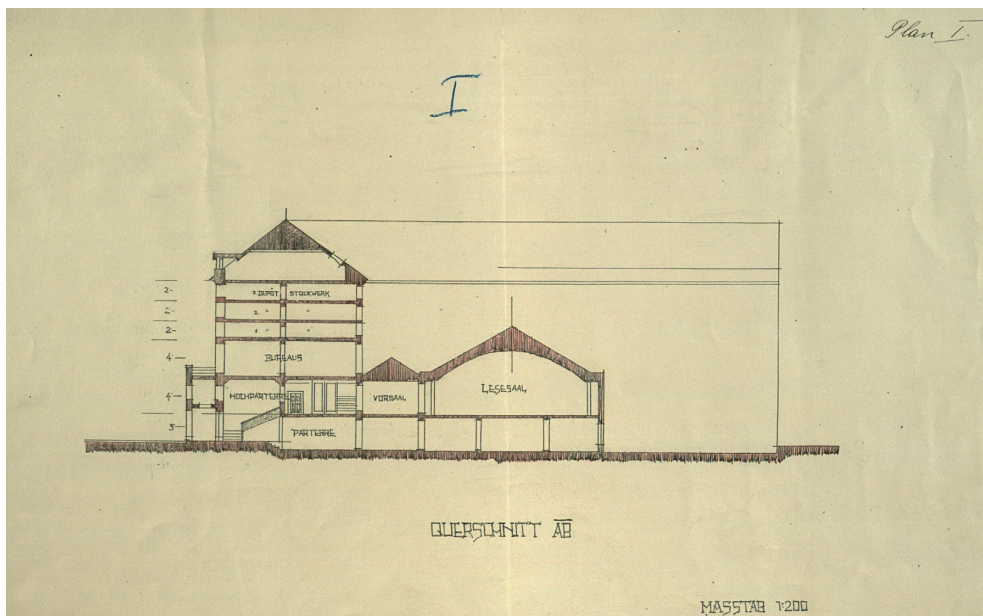 Plan I.
I
2-
3 DEPÔT STOCKWERK
2-
2 " "
2-
1 " "
4-
BUREAUS
4-
HOCHPARTERRE
VORSAAL
LESESAAL
3-
PARTERRE
QUERSCHNITT AB
MASSTAB 1:200